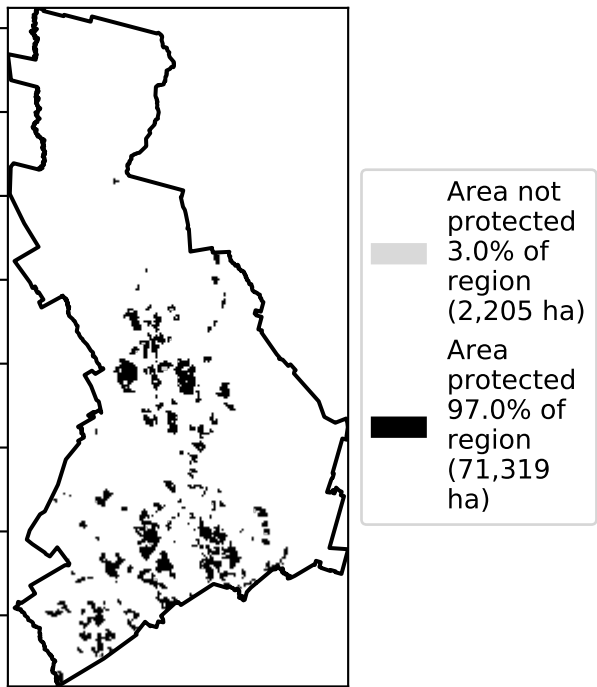 Area not
protected
3.0% of
region
(2,205 ha)
Area
protected
97.0% of
region
(71,319
ha)